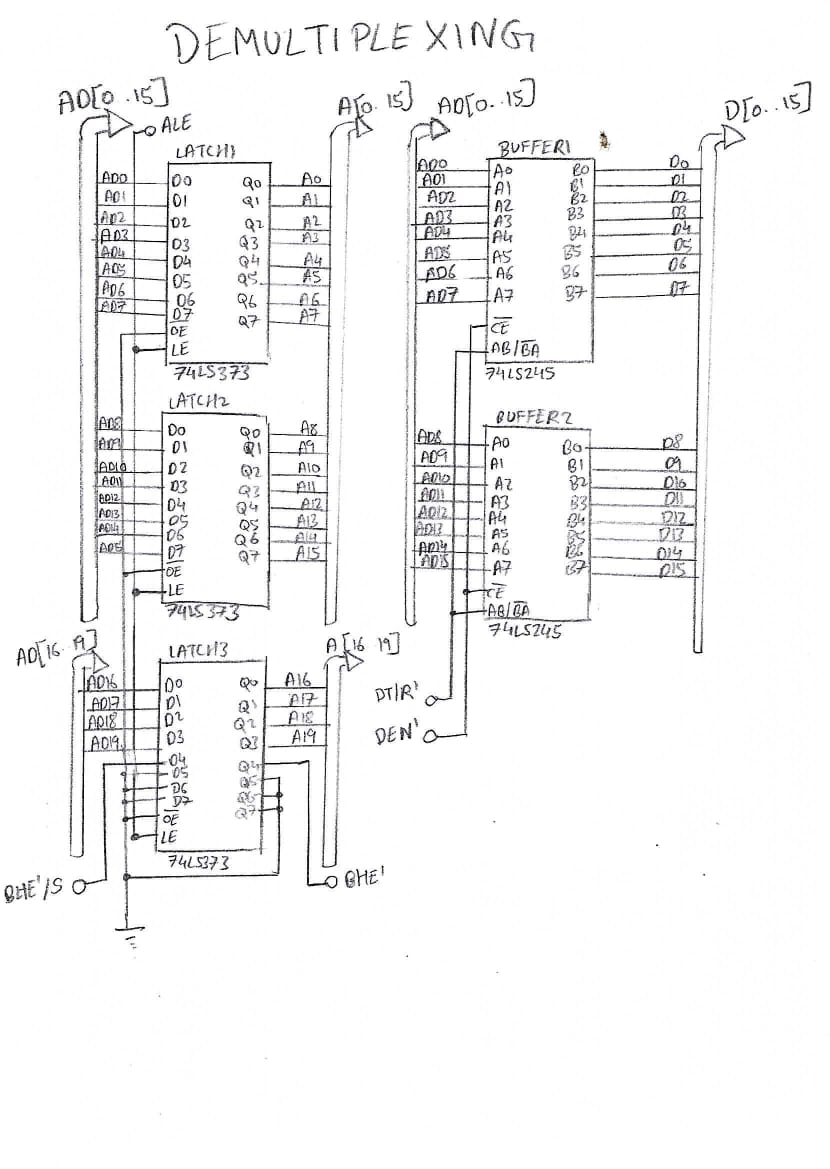 DEMULTIPLEXING
AD[0..15]
ALE
LATCH1
AD0 D0 Q0 A0
AD1 D1 Q1 A1
AD2 D2 Q2 A2
AD3 D3 Q3 A3
AD4 D4 Q4 A4
AD5 D5 Q5 A5
AD6 D6 Q6 A6
AD7 D7 Q7 A7
OE
LE
74LS373
A[0..15]
LATCH2
AD8 D0 Q0 A8
AD9 D1 Q1 A9
AD10 D2 Q2 A10
AD11 D3 Q3 A11
AD12 D4 Q4 A12
AD13 D5 Q5 A13
AD14 D6 Q6 A14
AD5 D7 Q7 A15
OE
LE
74LS373
AD[16..19]
LATCH3
A[16..19]
AD16 D0 Q0 A16
AD17 D1 Q1 A17
AD18 D2 Q2 A18
AD19 D3 Q3 A19
D4 Q4
D5 Q5
D6 Q6
D7 Q7
OE
LE
74LS373
BHE'/S
BHE'
AD[0..15]
D[0..15]
BUFFER1
AD0 A0 B0 D0
AD1 A1 B1 D1
AD2 A2 B2 D2
AD3 A3 B3 D3
AD4 A4 B4 D4
AD5 A5 B5 D5
AD6 A6 B6 D6
AD7 A7 B7 D7
CE
AB/BA
74LS245
BUFFER2
AD8 A0 B0 D8
AD9 A1 B1 D9
AD10 A2 B2 D10
AD11 A3 B3 D11
AD12 A4 B4 D12
AD13 A5 B5 D13
AD14 A6 B6 D14
AD15 A7 B7 D15
CE
AB/BA
74LS245
DT/R'
DEN'